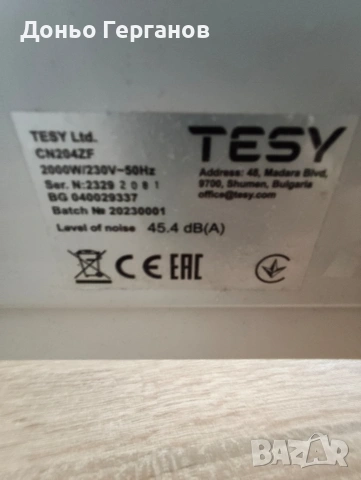 Доньо Герганов
TESY Ltd.
CN204ZF
2000W/230V~50Hz
Ser. N:2329 2 0 8 1
BG 040029337
Batch № 20230001
Level of noise 45.4 dB(A)
TESY
Address: 48, Madara Blvd,
9700, Shumen, Bulgaria
office@tesy.com
CE EAC
BAZAR